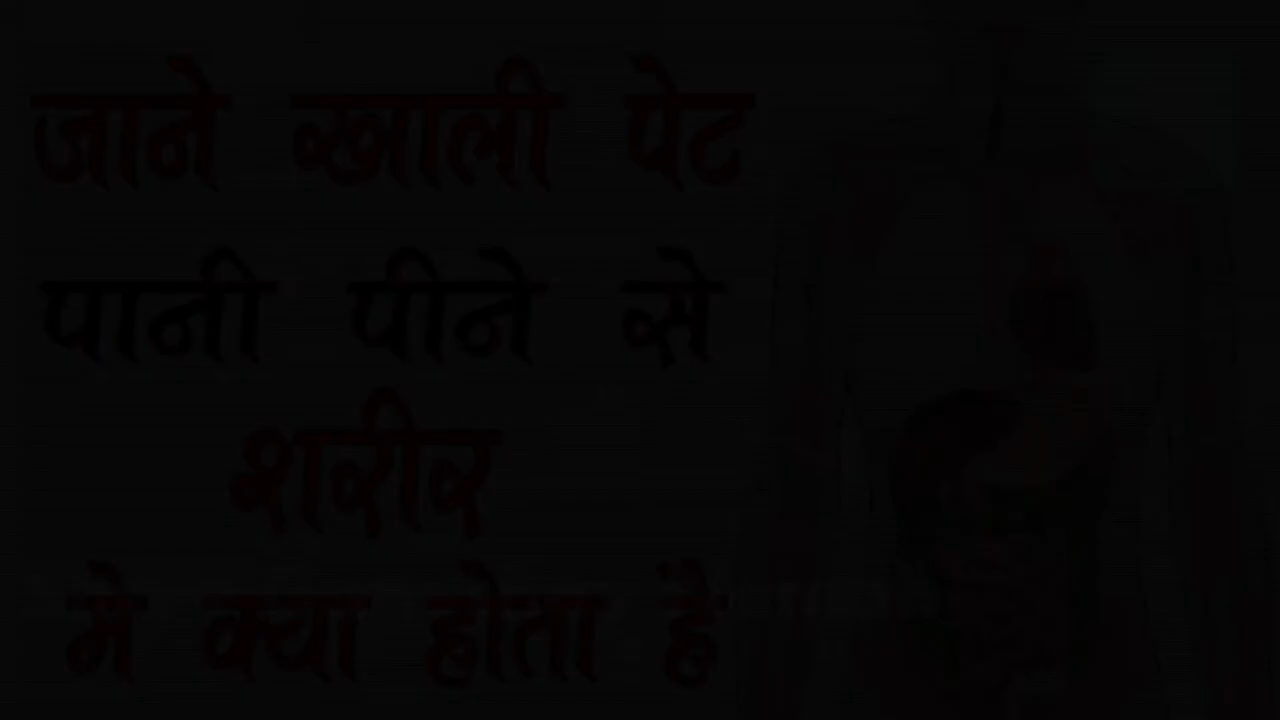 जाने खाली पेट
पानी पीने से
शरीर
मे क्या होता है